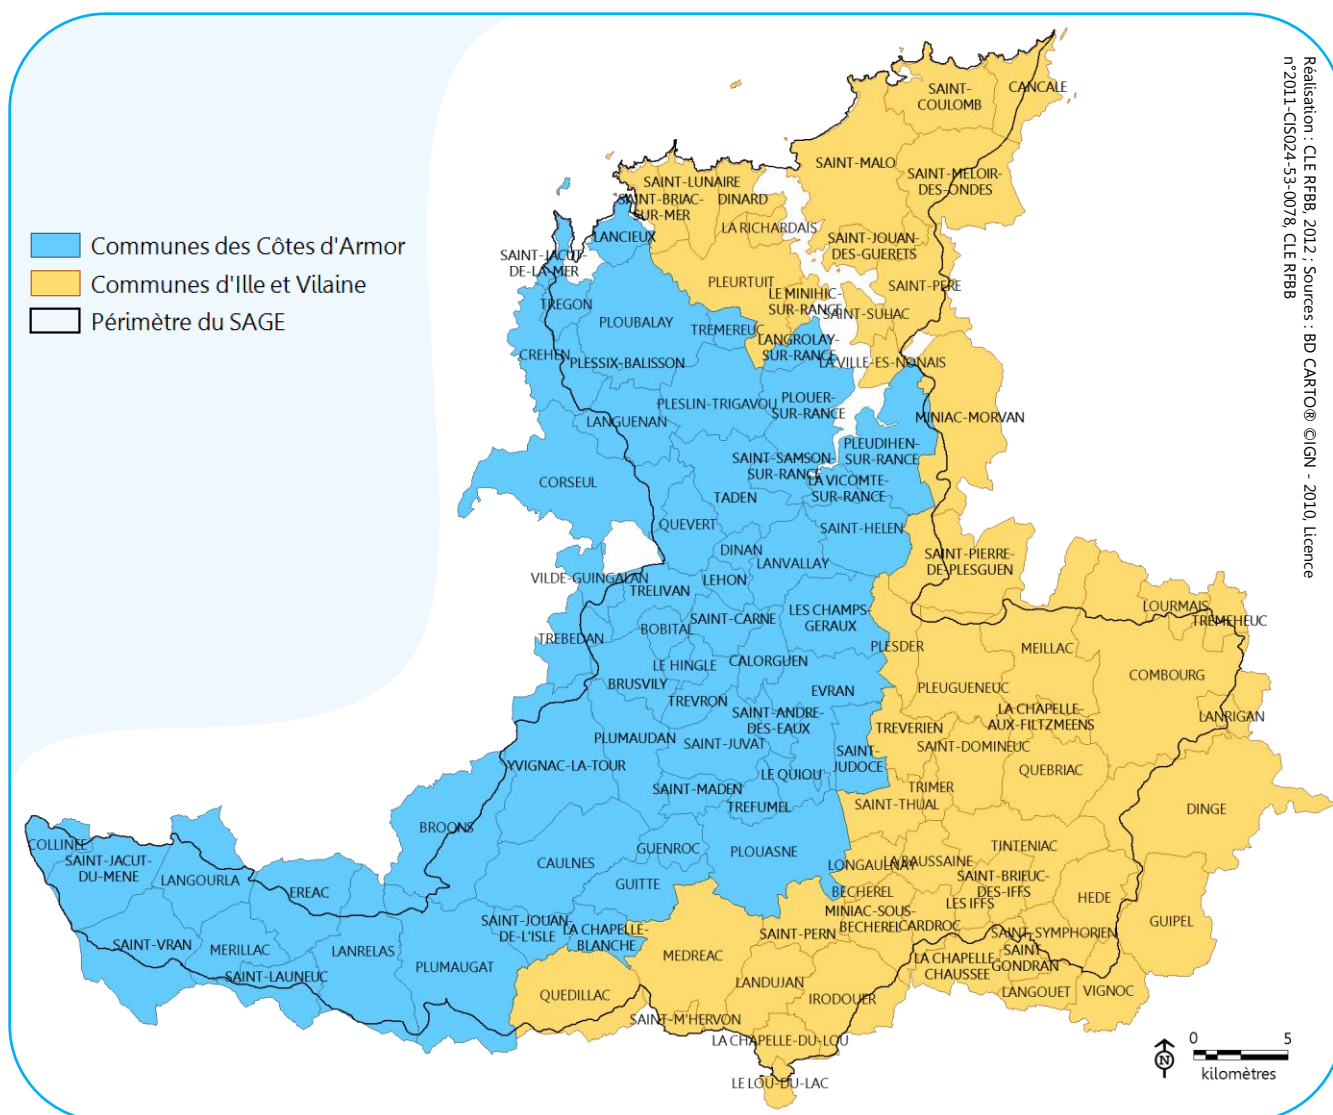 Communes des Côtes d'Armor
Communes d'Ille et Vilaine
Périmètre du SAGE
Réalisation : CLE RFBB, 2012 ; Sources : BD CARTO® ©IGN - 2010, Licence
n°2011-CISO24-53-0078, CLE RFBB
CANCALE
SAINT-
COULOMB
SAINT-MALO
SAINT-MELOIR-
DES-ONDES
SAINT-LUNAIRE
SAINT-BRIAC-
SUR-MER
DINARD
LA RICHARDAIS
LANCIEUX
SAINT-JACUT-
DE-LA-MER
SAINT-JOUAN-
DES-GUERETS
PLEURTUIT
LE MINIHIC-
SUR-RANCE
SAINT-PERE
SAINT-SULIAC
TREGON
PLOUBALAY
TREMEREUC
LANGROLAY-
SUR-RANCE
CREHEN
PLESSIX-BALISSON
LA VILLE-ES-NONAIS
PLESLIN-TRIGAVOU
PLOUER-
SUR-RANCE
MINIAC-MORVAN
LANGUENAN
PLEUDIHEN-
SUR-RANCE
SAINT-SAMSON-
SUR-RANCE
CORSEUL
LA VICOMTE-
SUR-RANCE
TADEN
QUEVERT
SAINT-HELEN
DINAN
LANVALLAY
SAINT-PIERRE-
DE-PLESGUEN
VILDE-GUINGALAN
LEHON
TRELIVAN
LOURMAIS
TREMEHEUC
SAINT-CARNE
LES CHAMPS-
GERAUX
BOBITAL
TREBEDAN
PLESDER
MEILLAC
LE HINGLE
CALORGUEN
COMBOURG
BRUSVILY
EVRAN
PLEUGUENEUC
TREVRON
SAINT-ANDRE-
DES-EAUX
LA CHAPELLE-
AUX-FILTZMEENS
LANRIGAN
TREVERIEN
PLUMAUDAN
SAINT-JUVAT
SAINT-DOMINEUC
SAINT-
JUDOCE
YVIGNAC-LA-TOUR
LE QUIOU
QUEBRIAC
SAINT-MADEN
TRIMER
TREFUMEL
SAINT-THUAL
DINGE
BROONS
COLLINEE
GUENROC
PLOUASNE
TINTENIAC
SAINT-JACUT-
DU-MENE
CAULNES
LONGAULNAY
LA BAUSSAINE
LANGOURLA
GUITTE
SAINT-BRIEUC-
DES-IFFS
EREAC
BECHEREL
LES IFFS
HEDE
MINIAC-SOUS-
BECHEREL
CARDROC
GUIPEL
SAINT-JOUAN-
DE-L'ISLE
LA CHAPELLE-
BLANCHE
SAINT-PERN
SAINT-SYMPHORIEN
SAINT-VRAN
MERILLAC
LANRELAS
MEDREAC
SAINT-
GONDRAN
LA CHAPELLE-
CHAUSSEE
PLUMAUGAT
SAINT-LAUNEUC
LANDUJAN
LANGOUET
VIGNOC
QUEDILLAC
IRODOUER
SAINT-M'HERVON
LA CHAPELLE-DU-LOU
LE LOU-DU-LAC
N
0 5
kilomètres